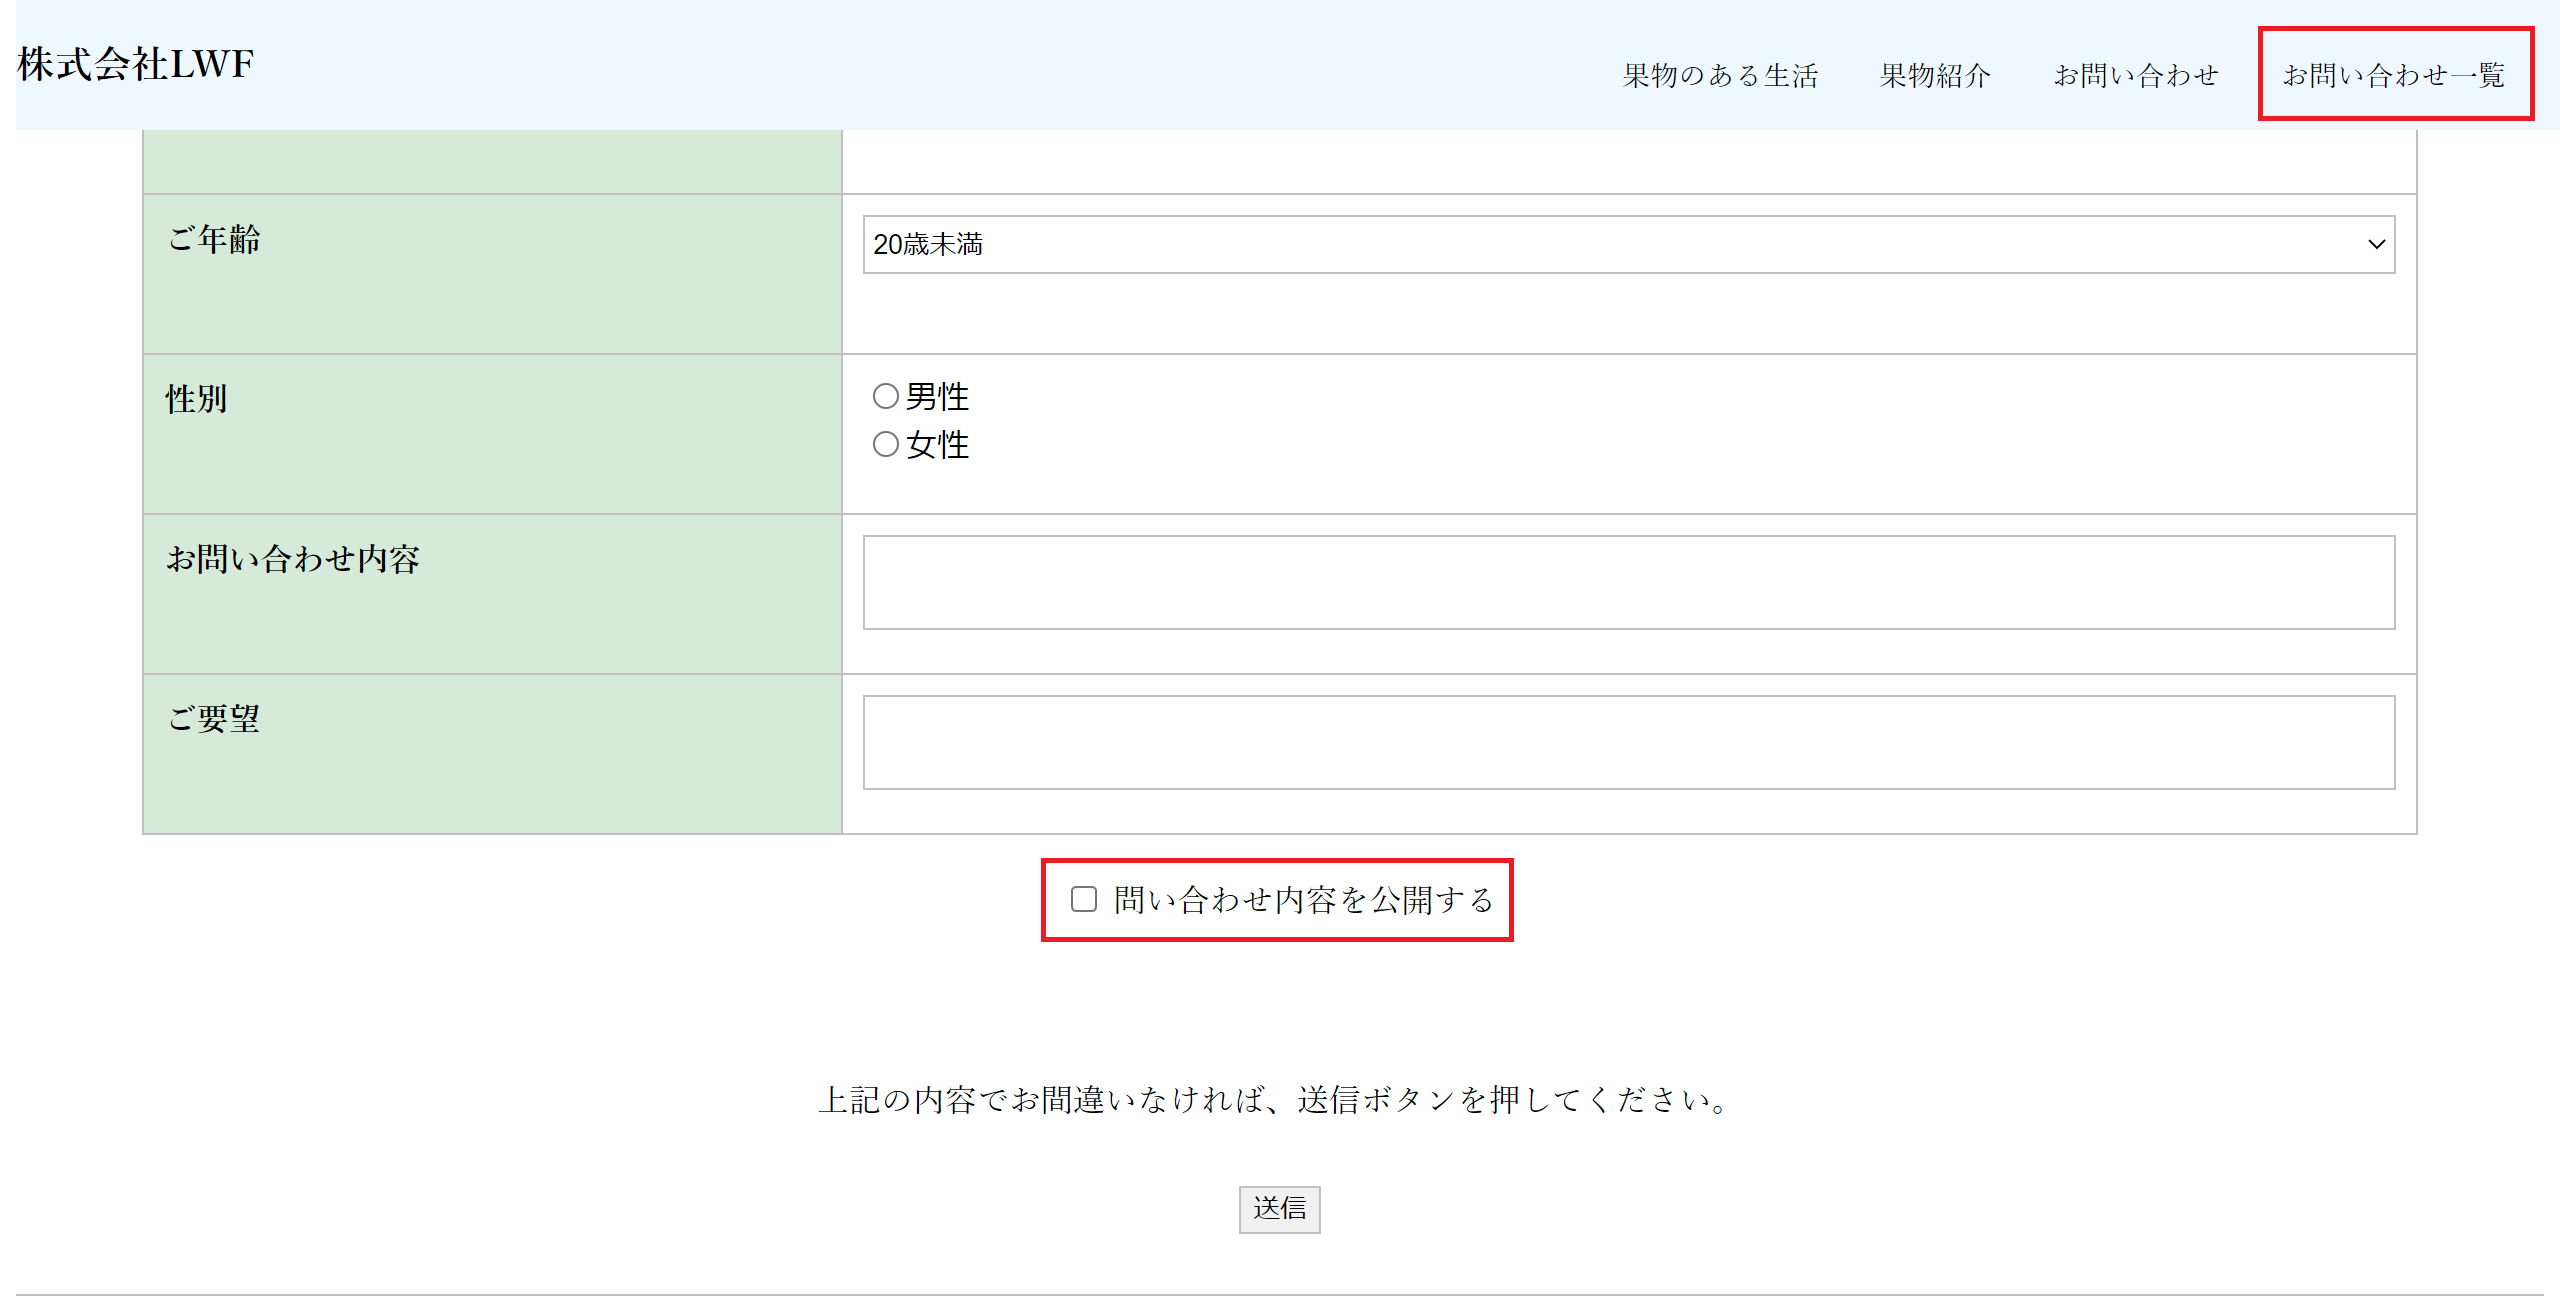 株式会社LWF
果物のある生活 果物紹介 お問い合わせ お問い合わせ一覧
ご年齢 20歳未満
性別 男性
女性
お問い合わせ内容
ご要望
問い合わせ内容を公開する
上記の内容でお間違いなければ、送信ボタンを押してください。
送信